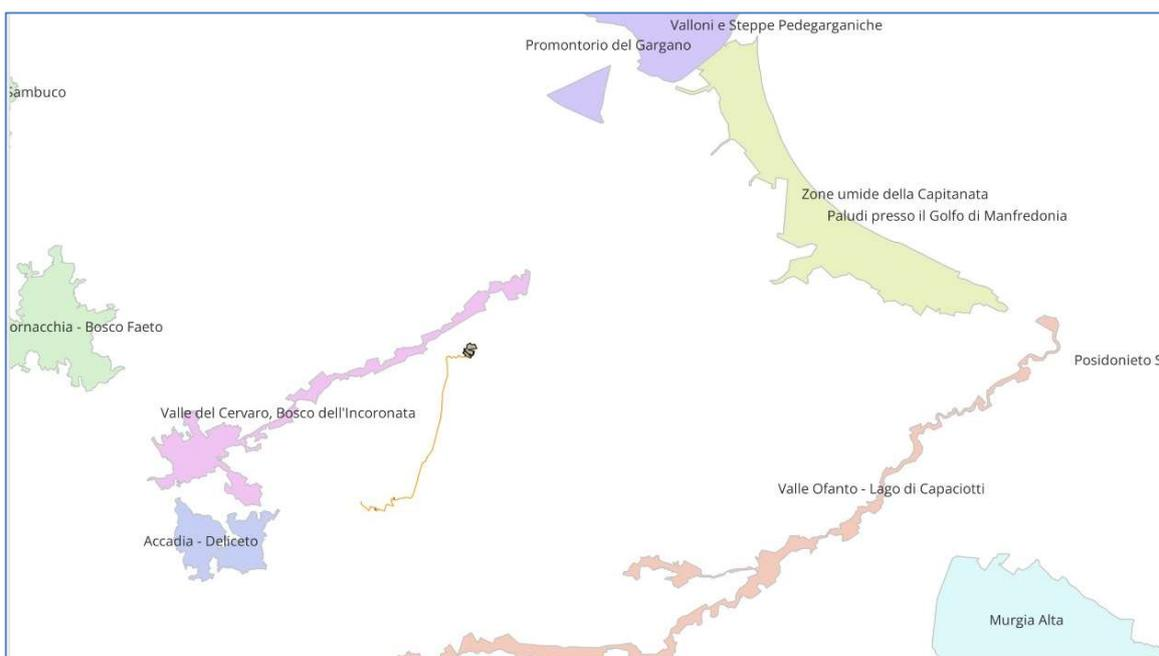 Valloni e Steppe Pedegarganiche
Promontorio del Gargano
Sambuco
Zone umide della Capitanata
Paludi presso il Golfo di Manfredonia
ornacchia - Bosco Faeto
Posidonieto S
Valle del Cervaro, Bosco dell'Incoronata
Valle Ofanto - Lago di Capaciotti
Accadia - Deliceto
Murgia Alta